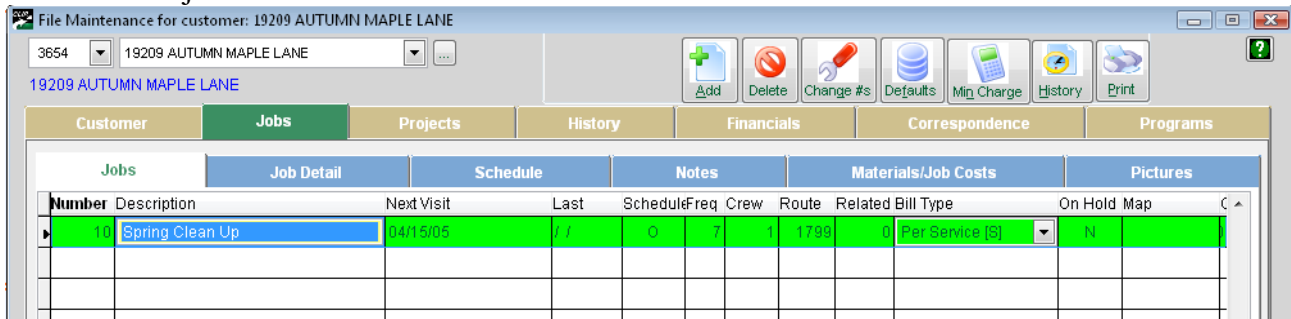 File Maintenance for customer: 19209 AUTUMN MAPLE LANE
3654 19209 AUTUMN MAPLE LANE ...
19209 AUTUMN MAPLE LANE
Add Delete Change #s Defaults Min Charge History Print ?
Customer Jobs Projects History Financials Correspondence Programs
Jobs Job Detail Schedule Notes Materials/Job Costs Pictures
Number Description Next Visit Last Schedule Freq Crew Route Related Bill Type On Hold Map
10 Spring Clean Up 04/15/05 / / O 7 1 1799 0 Per Service [S] N